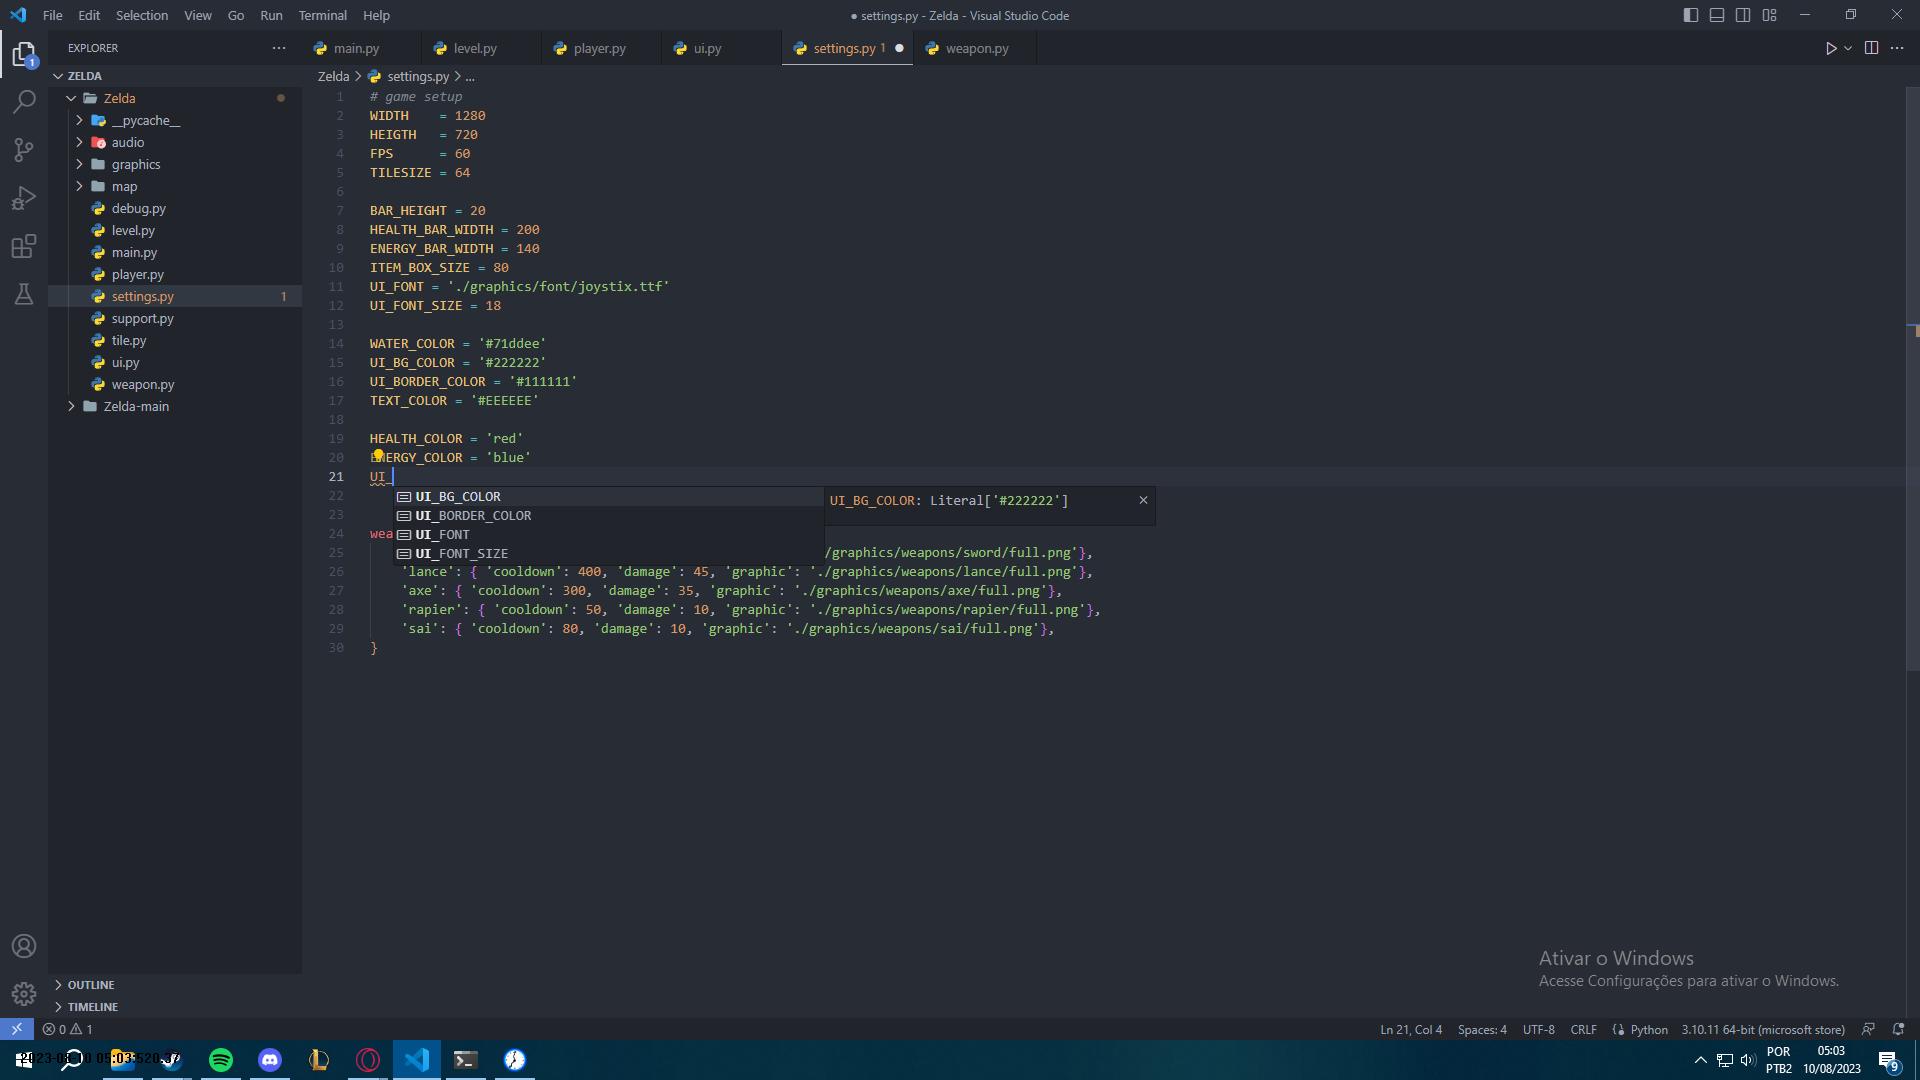 File Edit Selection View Go Run Terminal Help
● settings.py - Zelda - Visual Studio Code
EXPLORER
main.py level.py player.py ui.py settings.py 1 weapon.py
ZELDA
Zelda > settings.py > ...
Zelda
__pycache__
audio
graphics
map
debug.py
level.py
main.py
player.py
settings.py 1
support.py
tile.py
ui.py
weapon.py
Zelda-main
OUTLINE
TIMELINE
1 # game setup
2 WIDTH = 1280
3 HEIGTH = 720
4 FPS = 60
5 TILESIZE = 64
6
7 BAR_HEIGHT = 20
8 HEALTH_BAR_WIDTH = 200
9 ENERGY_BAR_WIDTH = 140
10 ITEM_BOX_SIZE = 80
11 UI_FONT = './graphics/font/joystix.ttf'
12 UI_FONT_SIZE = 18
13
14 WATER_COLOR = '#71ddee'
15 UI_BG_COLOR = '#222222'
16 UI_BORDER_COLOR = '#111111'
17 TEXT_COLOR = '#EEEEEE'
18
19 HEALTH_COLOR = 'red'
20 ENERGY_COLOR = 'blue'
21 UI_
22 UI_BG_COLOR UI_BG_COLOR: Literal['#222222']
23 UI_BORDER_COLOR
24 wea UI_FONT
25 UI_FONT_SIZE /graphics/weapons/sword/full.png'},
26 'lance': { 'cooldown': 400, 'damage': 45, 'graphic': './graphics/weapons/lance/full.png'},
27 'axe': { 'cooldown': 300, 'damage': 35, 'graphic': './graphics/weapons/axe/full.png'},
28 'rapier': { 'cooldown': 50, 'damage': 10, 'graphic': './graphics/weapons/rapier/full.png'},
29 'sai': { 'cooldown': 80, 'damage': 10, 'graphic': './graphics/weapons/sai/full.png'},
30 }
Ativar o Windows
Acesse Configurações para ativar o Windows.
0 1 Ln 21, Col 4 Spaces: 4 UTF-8 CRLF Python 3.10.11 64-bit (microsoft store)
POR
PTB2
05:03
10/08/2023
9